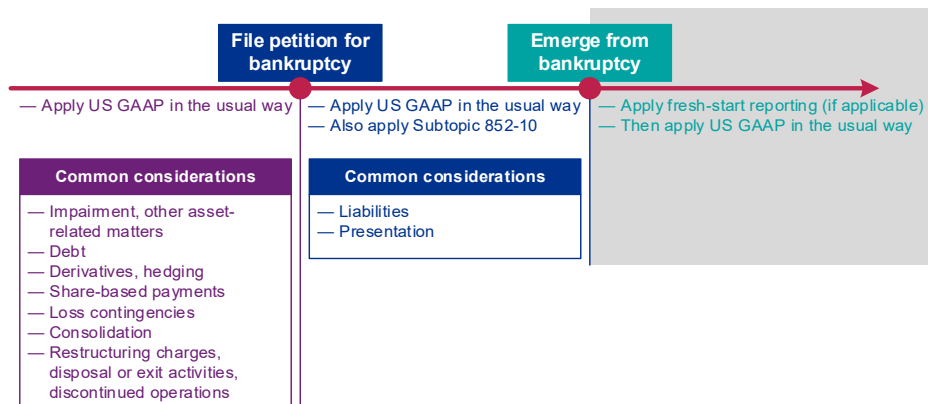 File petition for
bankruptcy
Emerge from
bankruptcy
— Apply US GAAP in the usual way
— Apply US GAAP in the usual way
— Also apply Subtopic 852-10
— Apply fresh-start reporting (if applicable)
— Then apply US GAAP in the usual way
Common considerations
— Impairment, other asset-
related matters
— Debt
— Derivatives, hedging
— Share-based payments
— Loss contingencies
— Consolidation
— Restructuring charges,
disposal or exit activities,
discontinued operations
Common considerations
— Liabilities
— Presentation